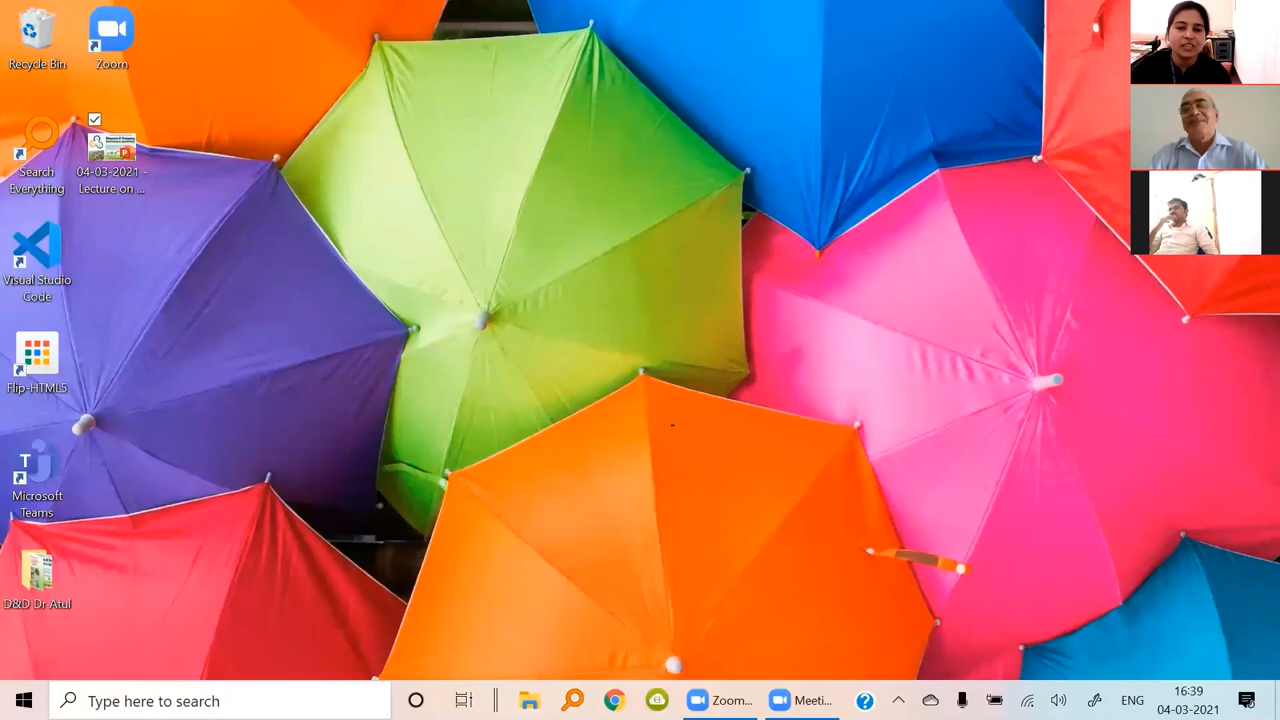 Recycle Bin
Zoom
Search
Everything
04-03-2021 -
Lecture on ...
Visual Studio
Code
Flip-HTML5
Microsoft
Teams
D&D Dr Atul
Type here to search
Zoom...
Meeti...
ENG
16:39
04-03-2021